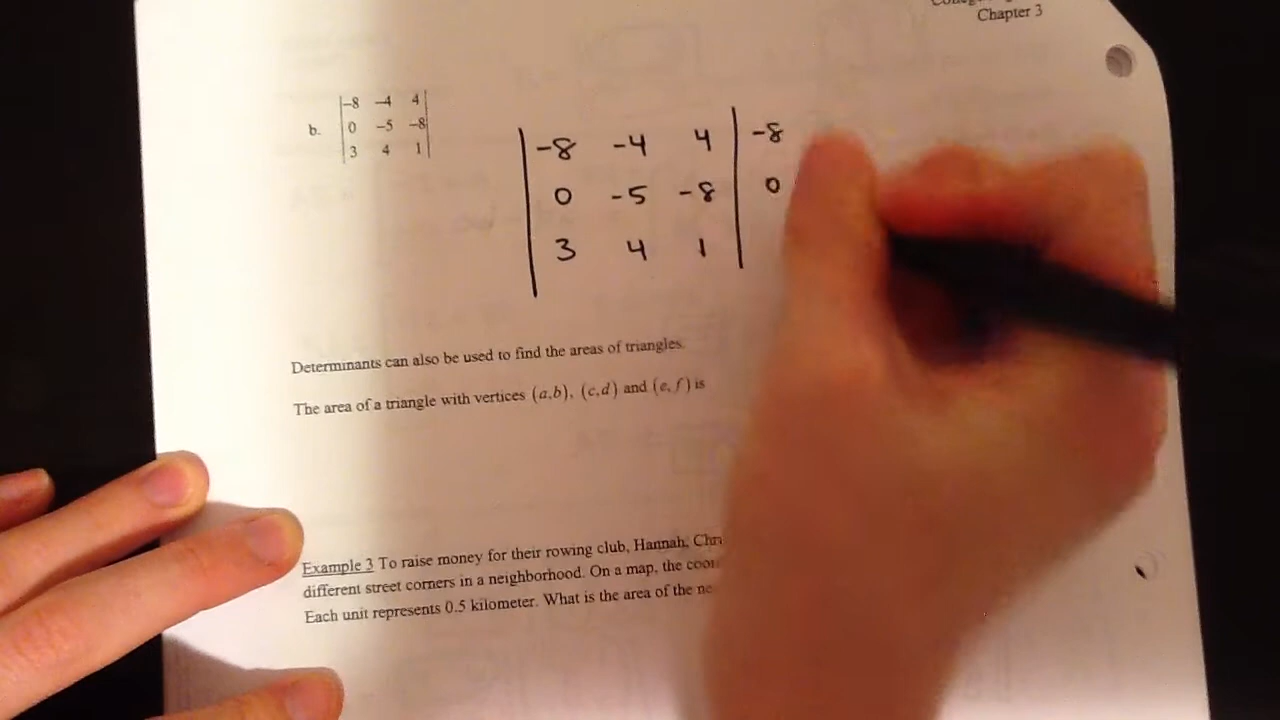 Chapter 3
b. |-8 -4 4|
|0 -5 -8|
|3 4 1|
| -8 -4 4 | -8
0 -5 -8 | 0
3 4 1 |
Determinants can also be used to find the areas of triangles.
The area of a triangle with vertices (a,b), (c,d) and (e,f) is
Example 3 To raise money for their rowing club, Hannah,
different street corners in a neighborhood. On a map, the
Each unit represents 0.5 kilometer. What is the area of the